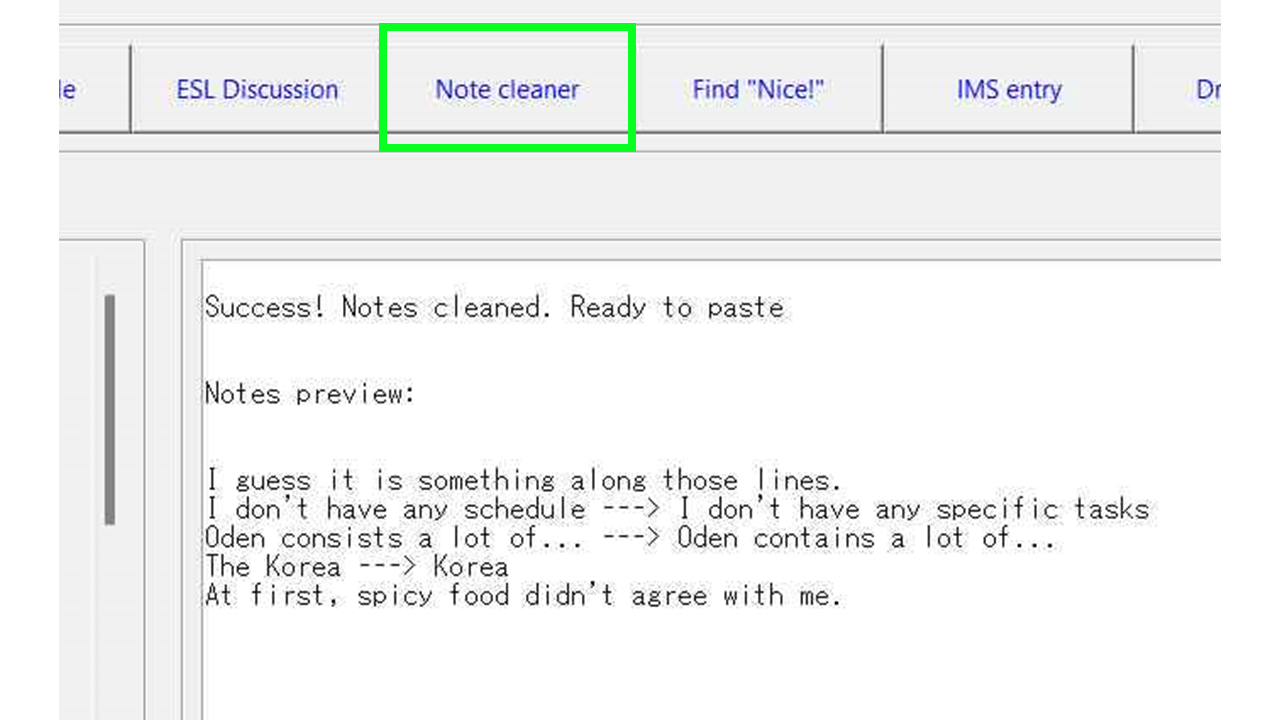 le ESL Discussion Note cleaner Find "Nice!" IMS entry Dr
Success! Notes cleaned. Ready to paste
Notes preview:
I guess it is something along those lines.
I don't have any schedule ---> I don't have any specific tasks
Oden consists a lot of... ---> Oden contains a lot of...
The Korea ---> Korea
At first, spicy food didn't agree with me.